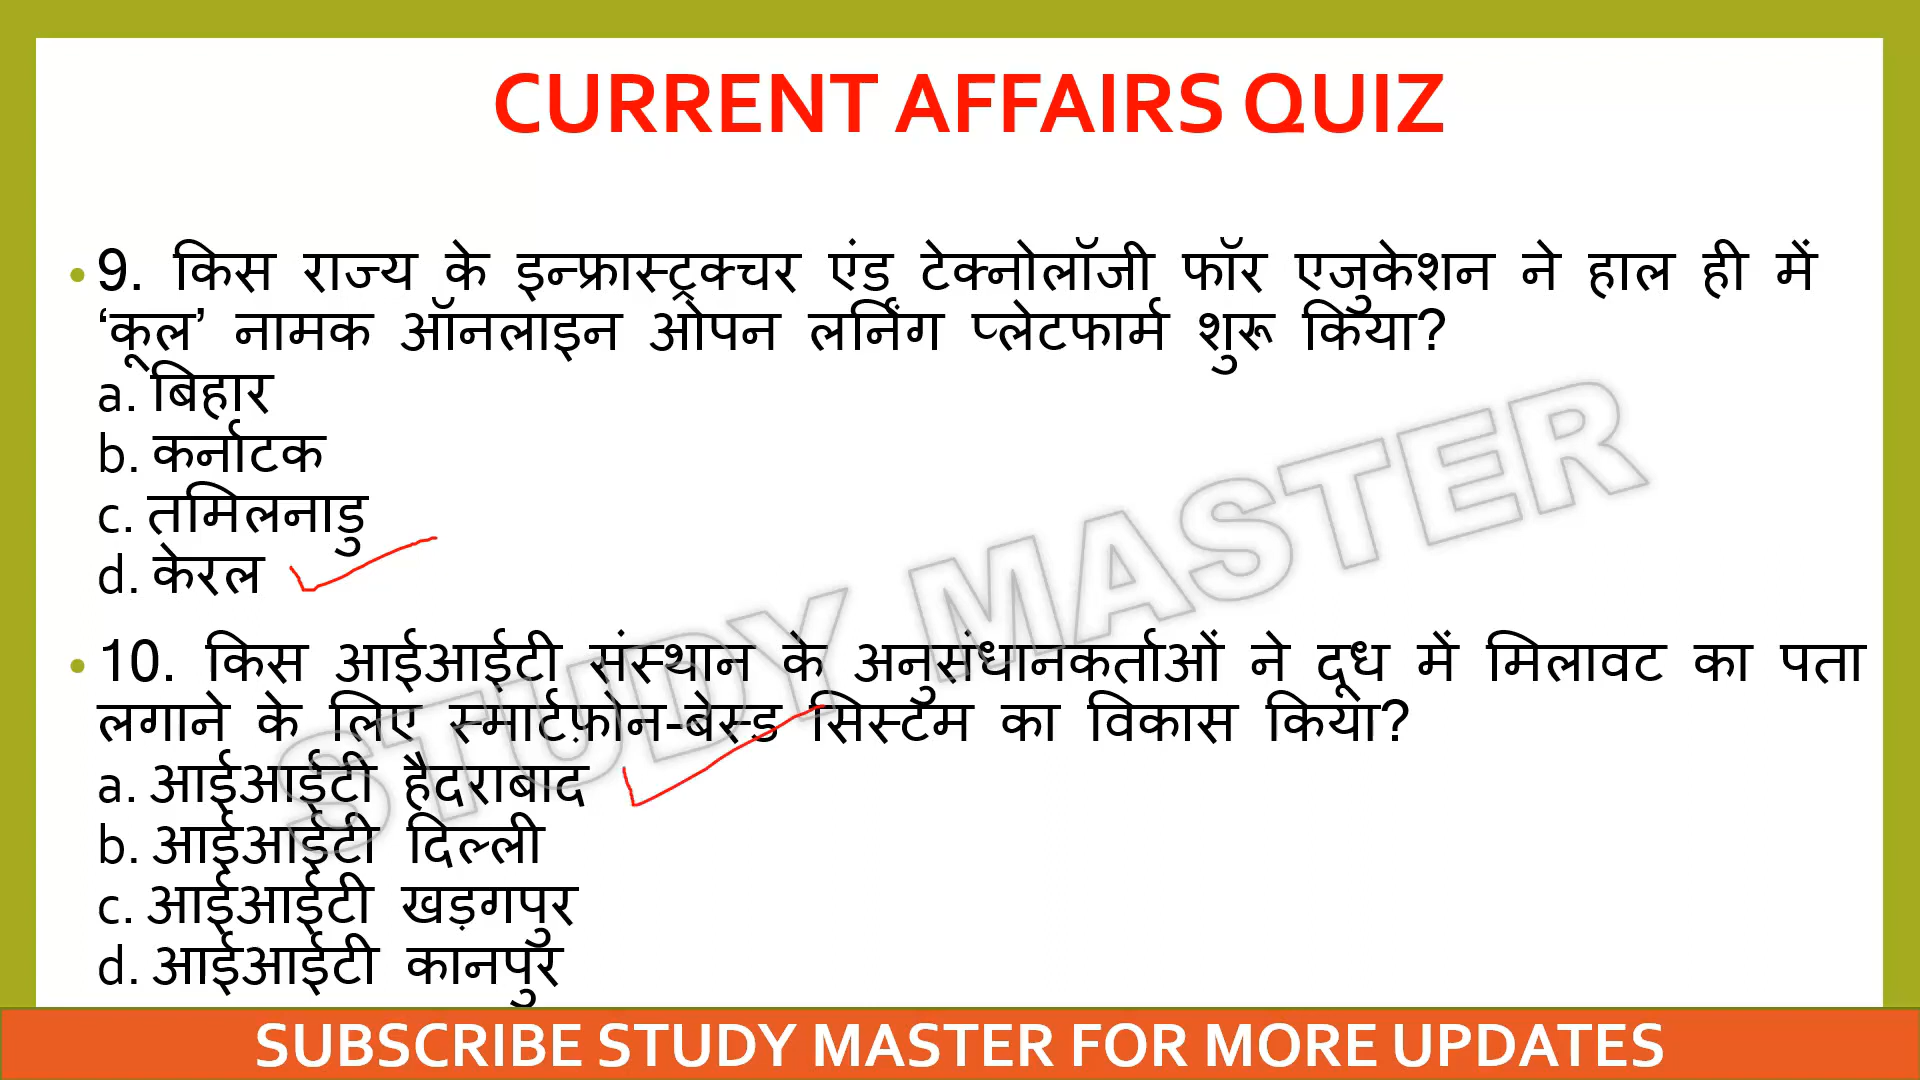 CURRENT AFFAIRS QUIZ
• 9. किस राज्य के इन्फ्रास्ट्रक्चर एंड टेक्नोलॉजी फॉर एजुकेशन ने हाल ही में
‘कूल’ नामक ऑनलाइन ओपन लर्निंग प्लेटफार्म शुरू किया?
a. बिहार
b. कर्नाटक
c. तमिलनाडु
d. केरल
• 10. किस आईआईटी संस्थान के अनुसंधानकर्ताओं ने दूध में मिलावट का पता
लगाने के लिए स्मार्टफ़ोन-बेस्ड सिस्टम का विकास किया?
a. आईआईटी हैदराबाद
b. आईआईटी दिल्ली
c. आईआईटी खड़गपुर
d. आईआईटी कानपुर
STUDY MASTER
SUBSCRIBE STUDY MASTER FOR MORE UPDATES